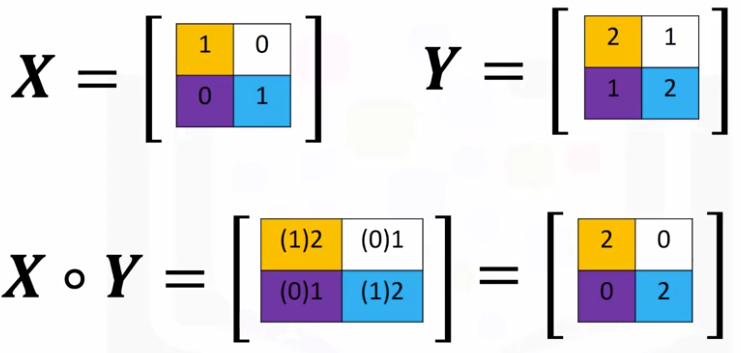 X = [ 1 0 ] Y = [ 2 1 ]
0 1 1 2
X ∘ Y = [ (1)2 (0)1 ] = [ 2 0 ]
(0)1 (1)2 0 2